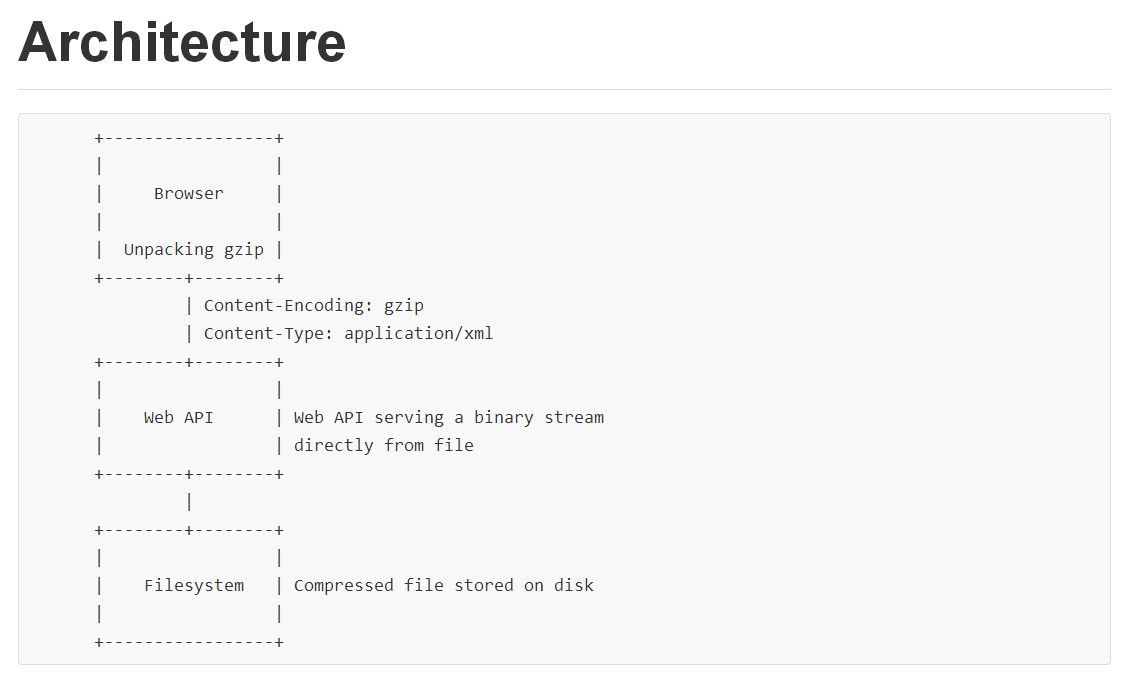 Architecture
+-----------------+
|                 |
|     Browser     |
|                 |
|  Unpacking gzip |
+--------+--------+
         | Content-Encoding: gzip
         | Content-Type: application/xml
+--------+--------+
|                 |
|    Web API      | Web API serving a binary stream
|                 | directly from file
+--------+--------+
         |
+--------+--------+
|                 |
|    Filesystem   | Compressed file stored on disk
|                 |
+-----------------+